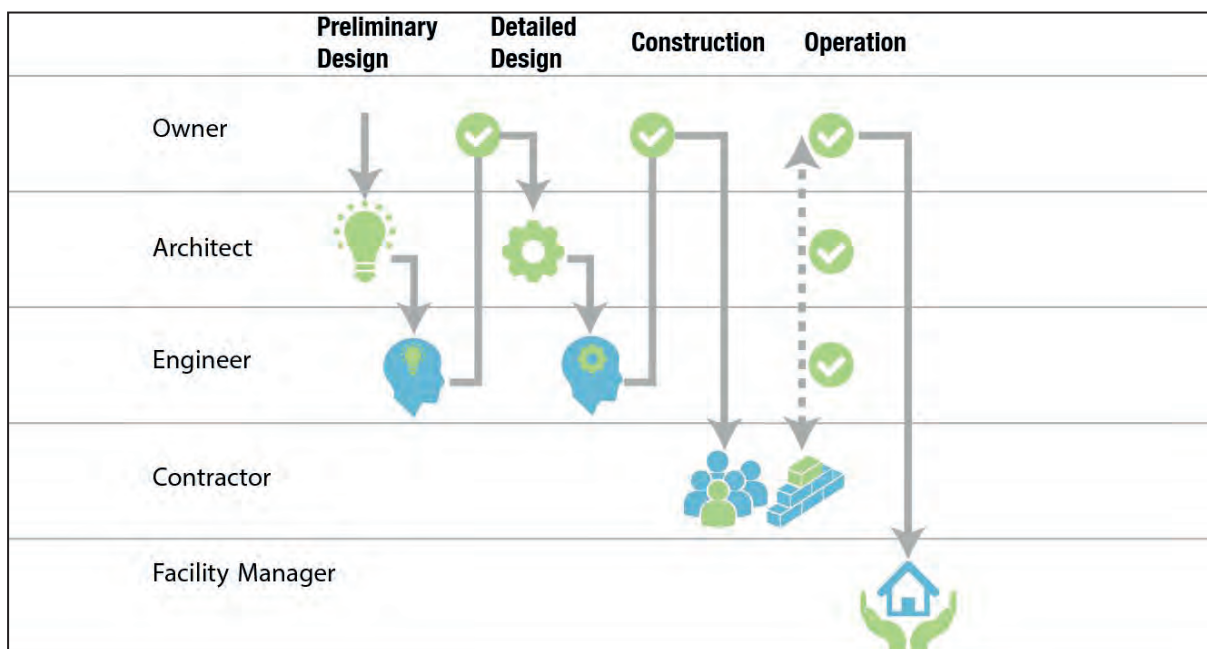 Preliminary
Design
Detailed
Design
Construction
Operation
Owner
Architect
Engineer
Contractor
Facility Manager